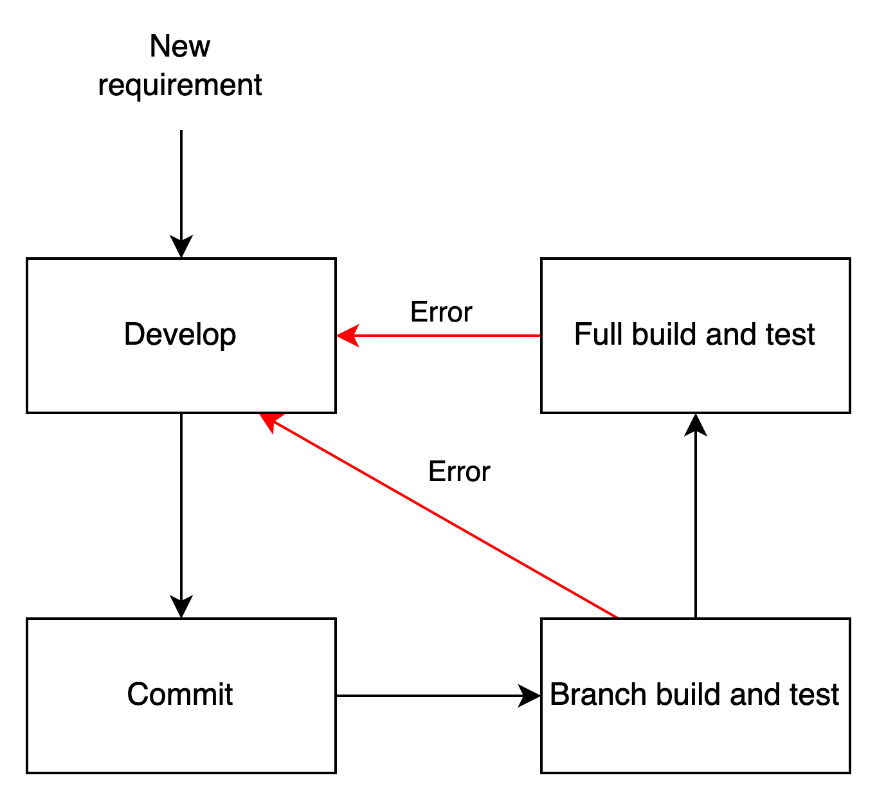 New
requirement
Develop
Error
Full build and test
Error
Commit
Branch build and test